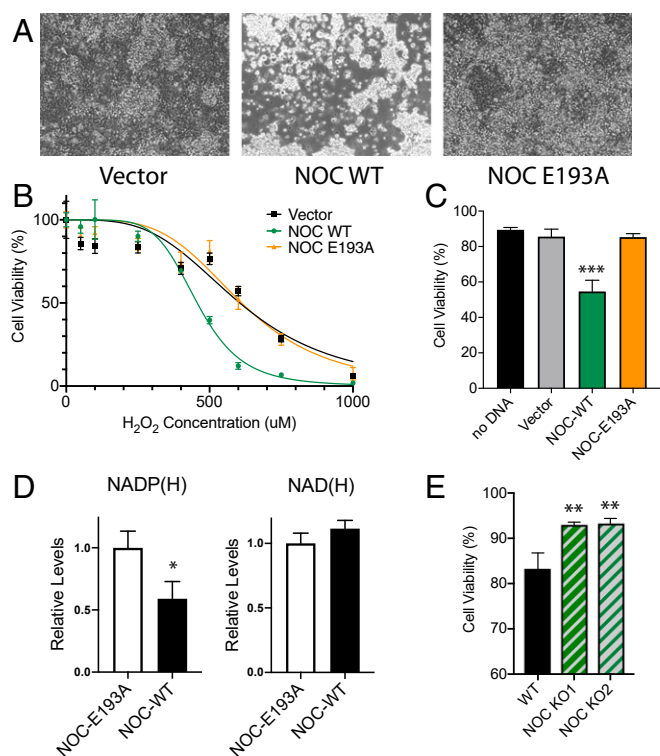 A
Vector NOC WT NOC E193A
B
Cell Viability (%)
100
50
0
0 500 1000
H₂O₂ Concentration (uM)
Vector
NOC WT
NOC E193A
C
Cell Viability (%)
100
80
60
40
20
0
***
no DNA
Vector
NOC-WT
NOC-E193A
D
NADP(H)
Relative Levels
1.0
0.5
0.0
*
NOC-E193A
NOC-WT
NAD(H)
Relative Levels
1.0
0.5
0.0
NOC-E193A
NOC-WT
E
Cell Viability (%)
100
90
80
70
60
** **
WT
NOC KO1
NOC KO2